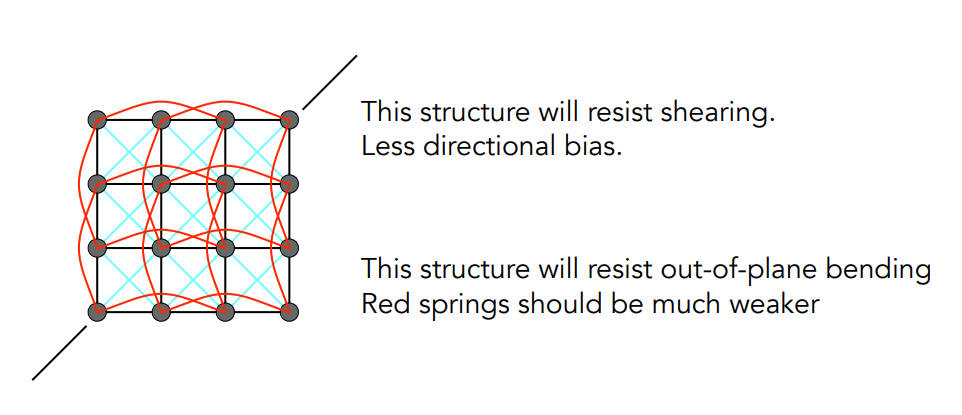 This structure will resist shearing.
Less directional bias.
This structure will resist out-of-plane bending
Red springs should be much weaker